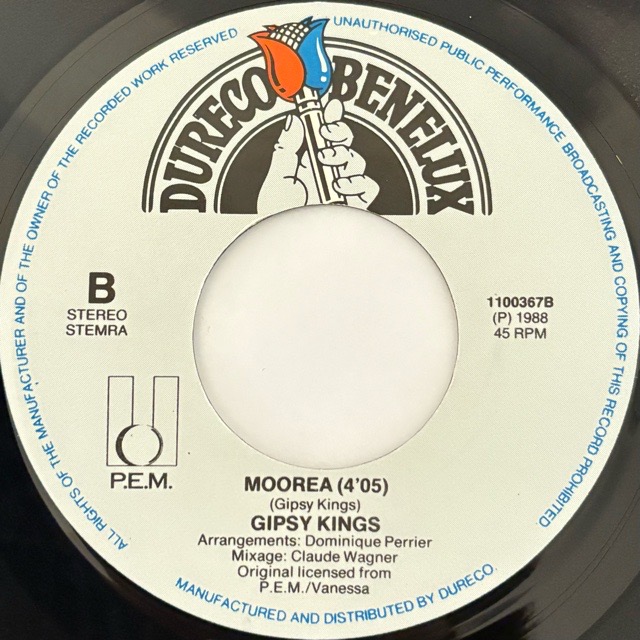 ALL RIGHTS OF THE MANUFACTURER AND OF THE OWNER OF THE RECORDED WORK RESERVED
UNAUTHORISED PUBLIC PERFORMANCE BROADCASTING AND COPYING OF THIS RECORD PROHIBITED.
DURECO BENELUX
B
STEREO
STEMRA
1100367B
(P) 1988
45 RPM
P.E.M.
MOOREA (4'05)
(Gipsy Kings)
GIPSY KINGS
Arrangements: Dominique Perrier
Mixage: Claude Wagner
Original licensed from
P.E.M./Vanessa
MANUFACTURED AND DISTRIBUTED BY DURECO.